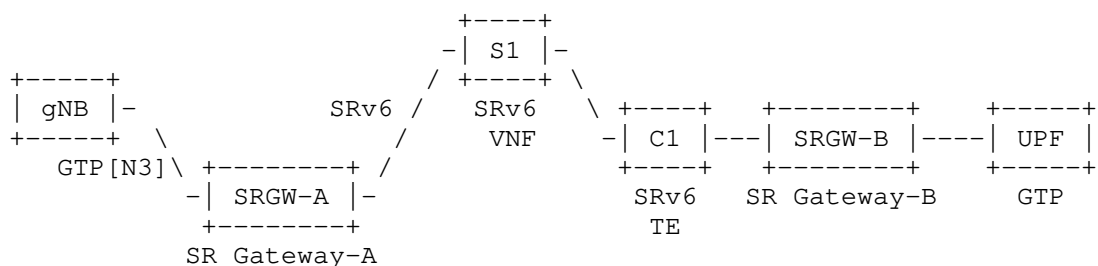 +----+
                               -| S1 |-
+-----+                       / +----+ \
| gNB |-                SRv6 /   SRv6   \ +----+   +--------+    +-----+
+-----+ \                   /    VNF     -| C1 |---| SRGW-B |----| UPF |
   GTP[N3]\ +--------+     /              +----+   +--------+    +-----+
           -| SRGW-A |-   /                SRv6   SR Gateway-B     GTP
            +--------+                      TE
           SR Gateway-A